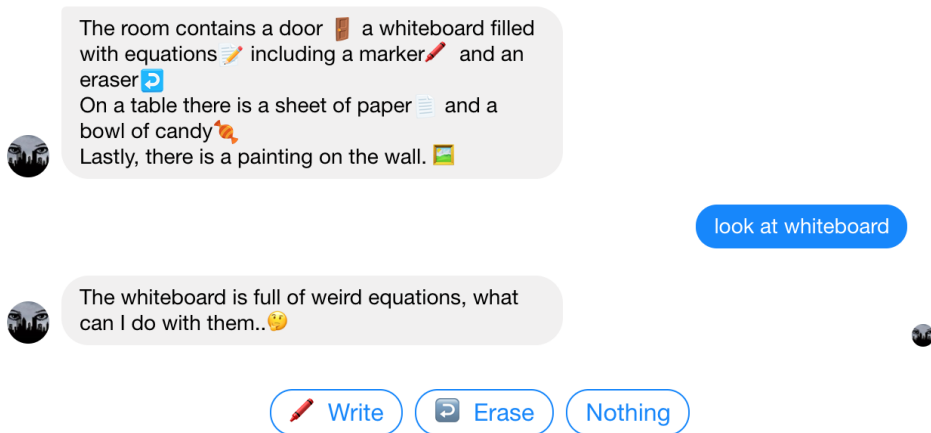 The room contains a door 🚪 a whiteboard filled
with equations📝 including a marker🖍 and an
eraser↩️
On a table there is a sheet of paper📄 and a
bowl of candy🍬
Lastly, there is a painting on the wall. 🖼
look at whiteboard
The whiteboard is full of weird equations, what
can I do with them..🤔
🖍 Write ↩️ Erase Nothing